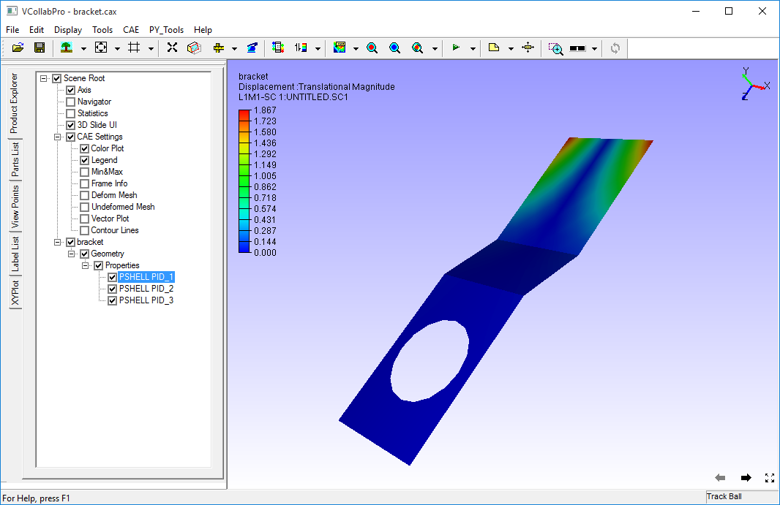 VCollabPro - bracket.cax
File Edit Display Tools CAE PY_Tools Help
Product Explorer
Parts List
View Points
Label List
XYPlot
Scene Root
Axis
Navigator
Statistics
3D Slide UI
CAE Settings
Color Plot
Legend
Min&Max
Frame Info
Deform Mesh
Undeformed Mesh
Vector Plot
Contour Lines
bracket
Geometry
Properties
PSHELL PID_1
PSHELL PID_2
PSHELL PID_3
bracket
Displacement :Translational Magnitude
L1M1-SC 1:UNTITLED.SC1
1.867
1.723
1.580
1.436
1.292
1.149
1.005
0.862
0.718
0.574
0.431
0.287
0.144
0.000
Y
X
Z
For Help, press F1
Track Ball